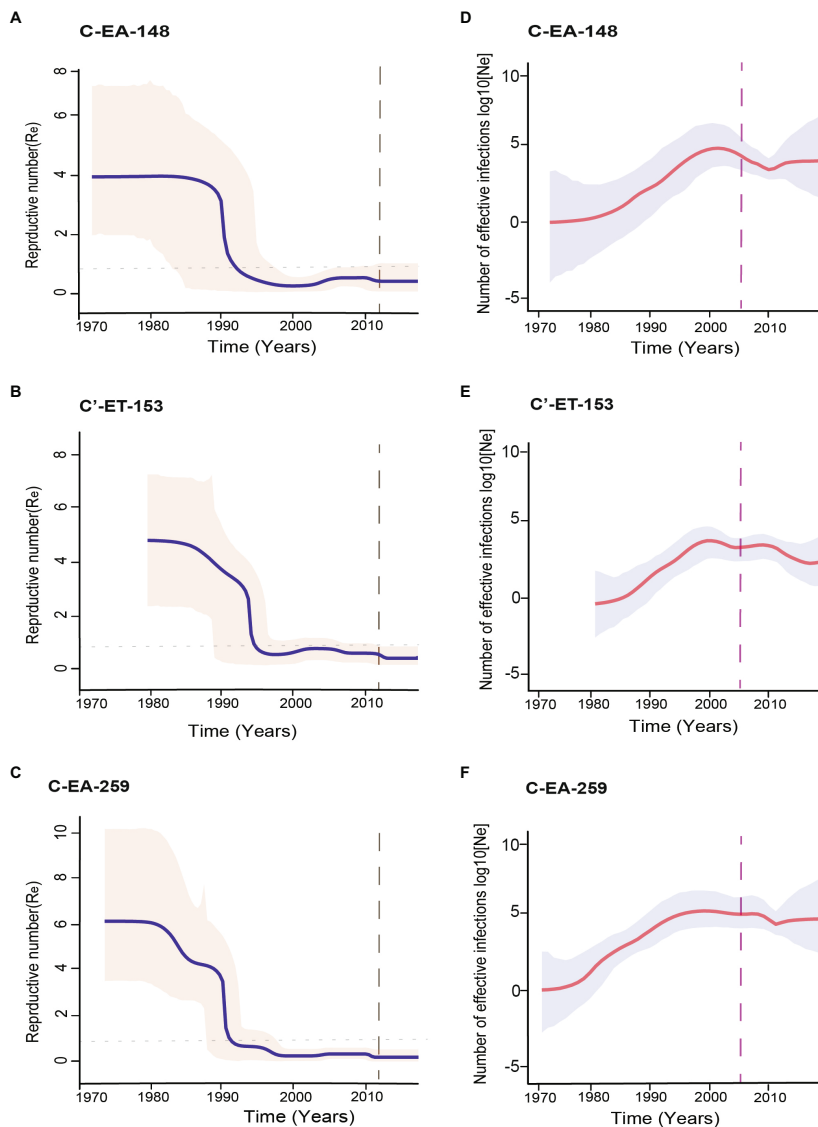 A
C-EA-148
Reprductive number(Re)
8
6
4
2
0
1970 1980 1990 2000 2010
Time (Years)
D
C-EA-148
Number of effective infections log10[Ne]
10
5
0
-5
1970 1980 1990 2000 2010
Time (Years)
B
C’-ET-153
Reprductive number(Re)
8
6
4
2
0
1970 1980 1990 2000 2010
Time (Years)
E
C’-ET-153
Number of effective infections log10[Ne]
10
5
0
-5
1970 1980 1990 2000 2010
Time (Years)
C
C-EA-259
Reprductive number(Re)
10
8
6
4
2
0
1970 1980 1990 2000 2010
Time (Years)
F
C-EA-259
Number of effective infections log10[Ne]
10
5
0
-5
1970 1980 1990 2000 2010
Time (Years)